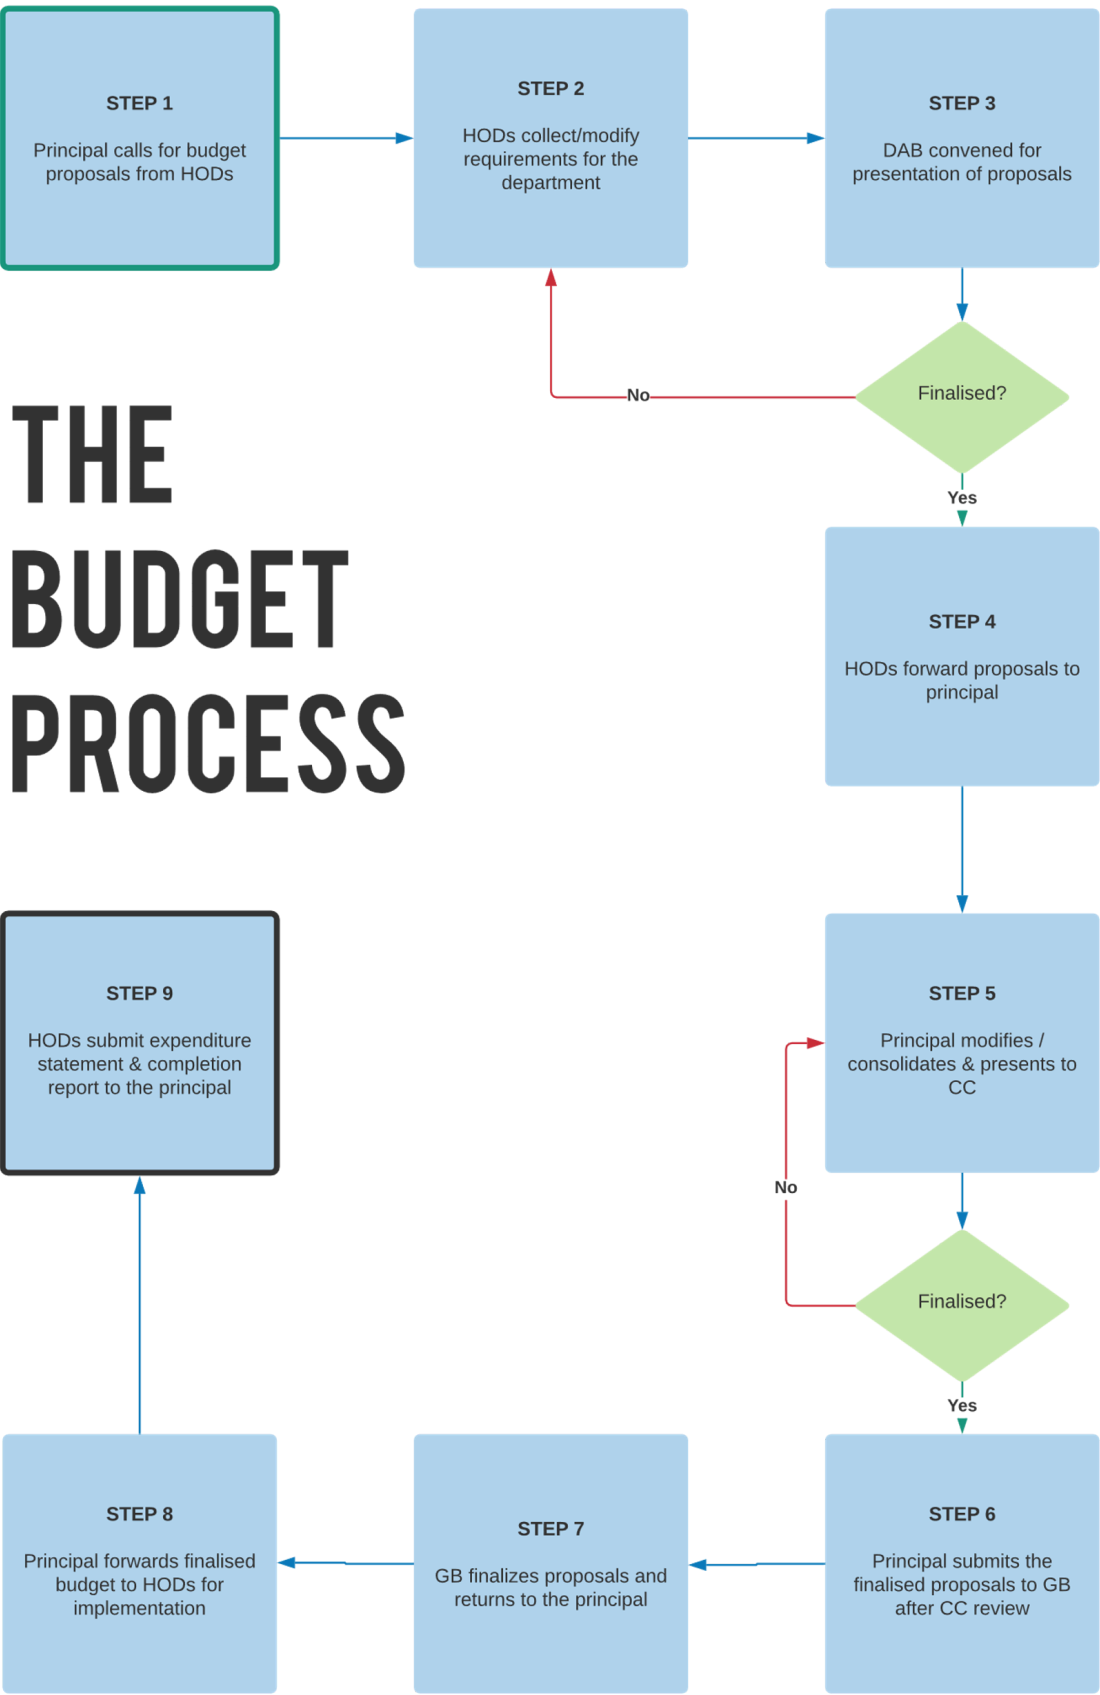 STEP 1
Principal calls for budget
proposals from HODs
STEP 2
HODs collect/modify
requirements for the
department
STEP 3
DAB convened for
presentation of proposals
Finalised?
No
Yes
THE
BUDGET
PROCESS
STEP 4
HODs forward proposals to
principal
STEP 5
Principal modifies /
consolidates & presents to
CC
No
Finalised?
Yes
STEP 6
Principal submits the
finalised proposals to GB
after CC review
STEP 7
GB finalizes proposals and
returns to the principal
STEP 8
Principal forwards finalised
budget to HODs for
implementation
STEP 9
HODs submit expenditure
statement & completion
report to the principal